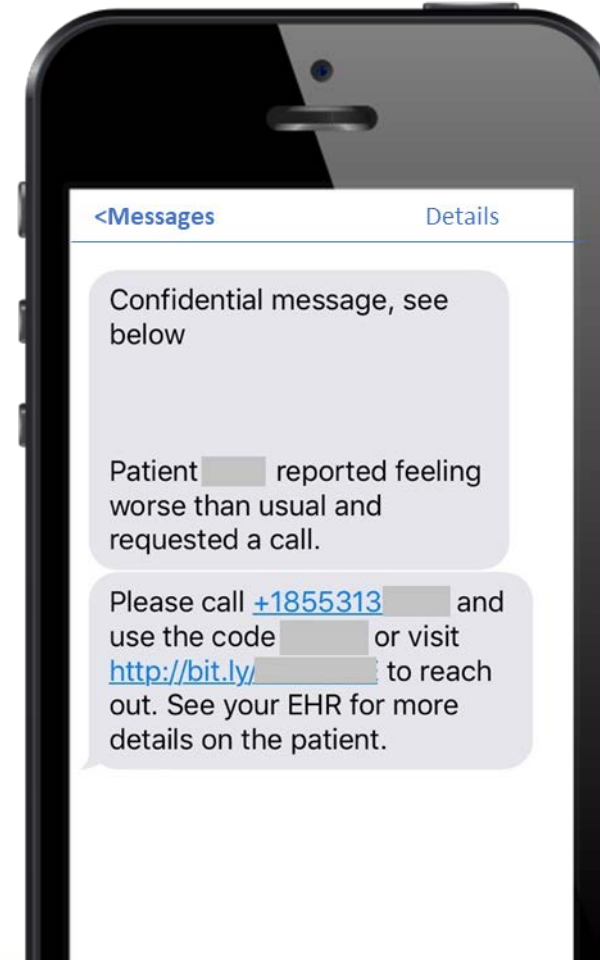 <Messages
Details
Confidential message, see
below
Patient reported feeling
worse than usual and
requested a call.
Please call +1855313 and
use the code or visit
http://bit.ly/ to reach
out. See your EHR for more
details on the patient.